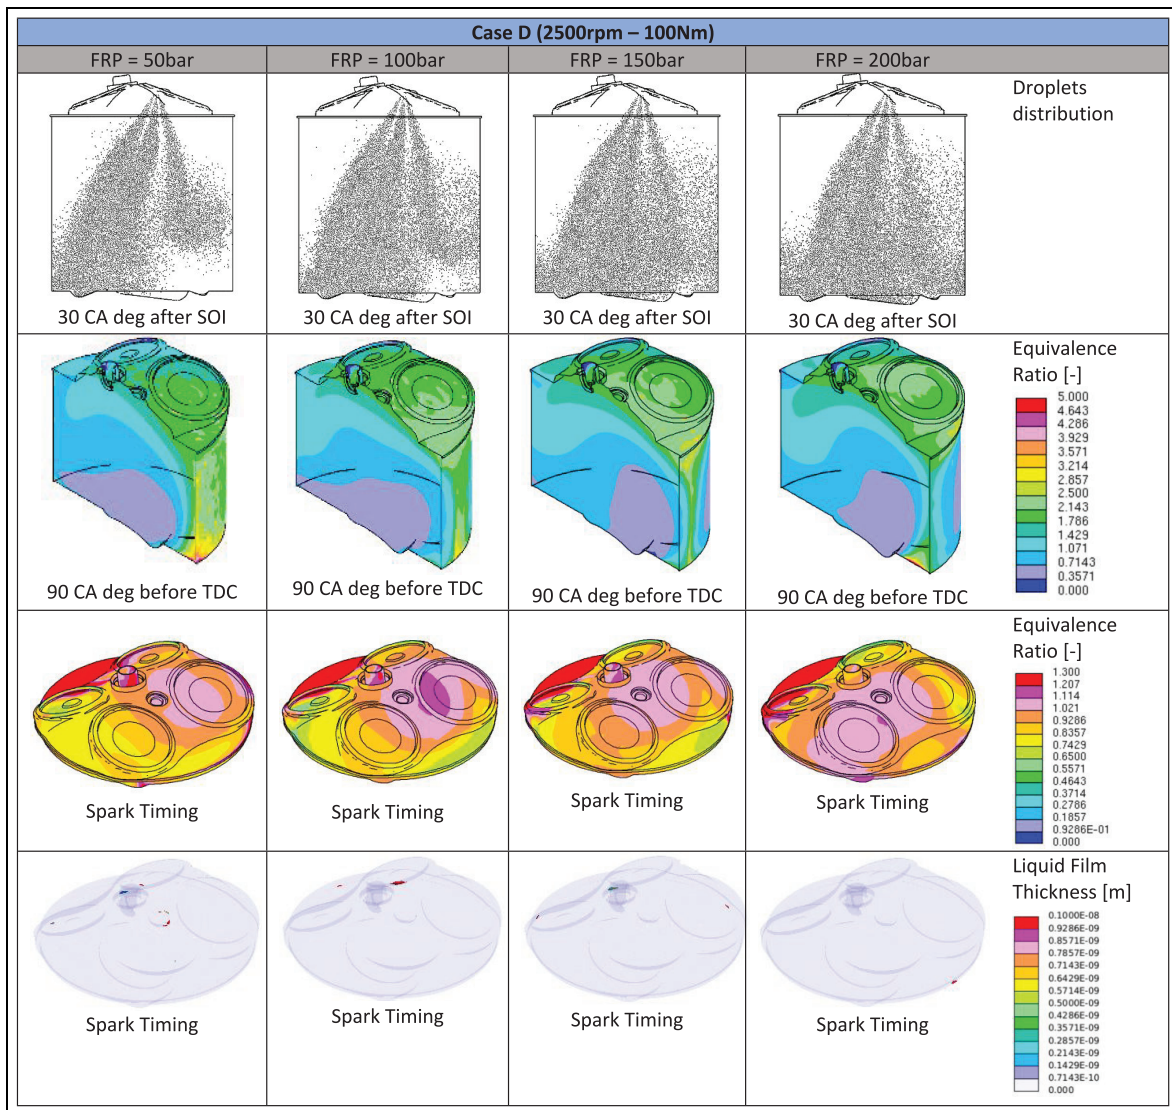 Case D (2500rpm – 100Nm)
FRP = 50bar
FRP = 100bar
FRP = 150bar
FRP = 200bar
Droplets
distribution
30 CA deg after SOI
30 CA deg after SOI
30 CA deg after SOI
30 CA deg after SOI
Equivalence
Ratio [-]
5.000
4.643
4.286
3.929
3.571
3.214
2.857
2.500
2.143
1.786
1.429
1.071
0.7143
0.3571
0.000
90 CA deg before TDC
90 CA deg before TDC
90 CA deg before TDC
90 CA deg before TDC
Equivalence
Ratio [-]
1.300
1.207
1.114
1.021
0.9286
0.8357
0.7429
0.6500
0.5571
0.4643
0.3714
0.2786
0.1857
0.9286E-01
0.000
Spark Timing
Spark Timing
Spark Timing
Spark Timing
Liquid Film
Thickness [m]
0.1000E-08
0.9286E-09
0.8571E-09
0.7857E-09
0.7143E-09
0.6429E-09
0.5714E-09
0.5000E-09
0.4286E-09
0.3571E-09
0.2857E-09
0.2143E-09
0.1429E-09
0.7143E-10
0.000
Spark Timing
Spark Timing
Spark Timing
Spark Timing